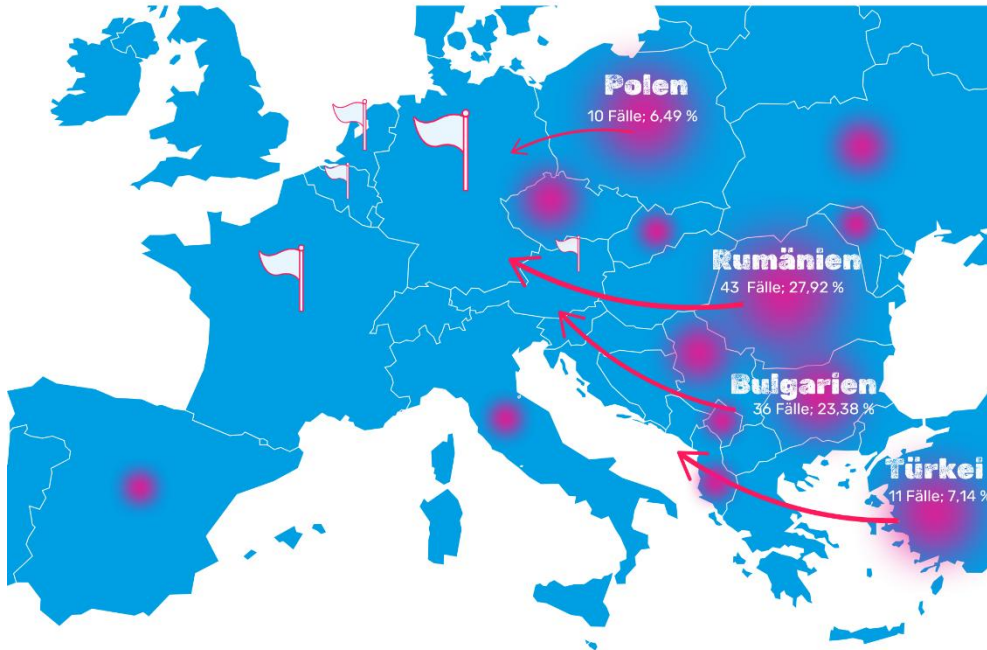 Polen
10 Fälle; 6,49 %
Rumänien
43 Fälle; 27,92 %
Bulgarien
36 Fälle; 23,38 %
Türkei
11 Fälle; 7,14 %